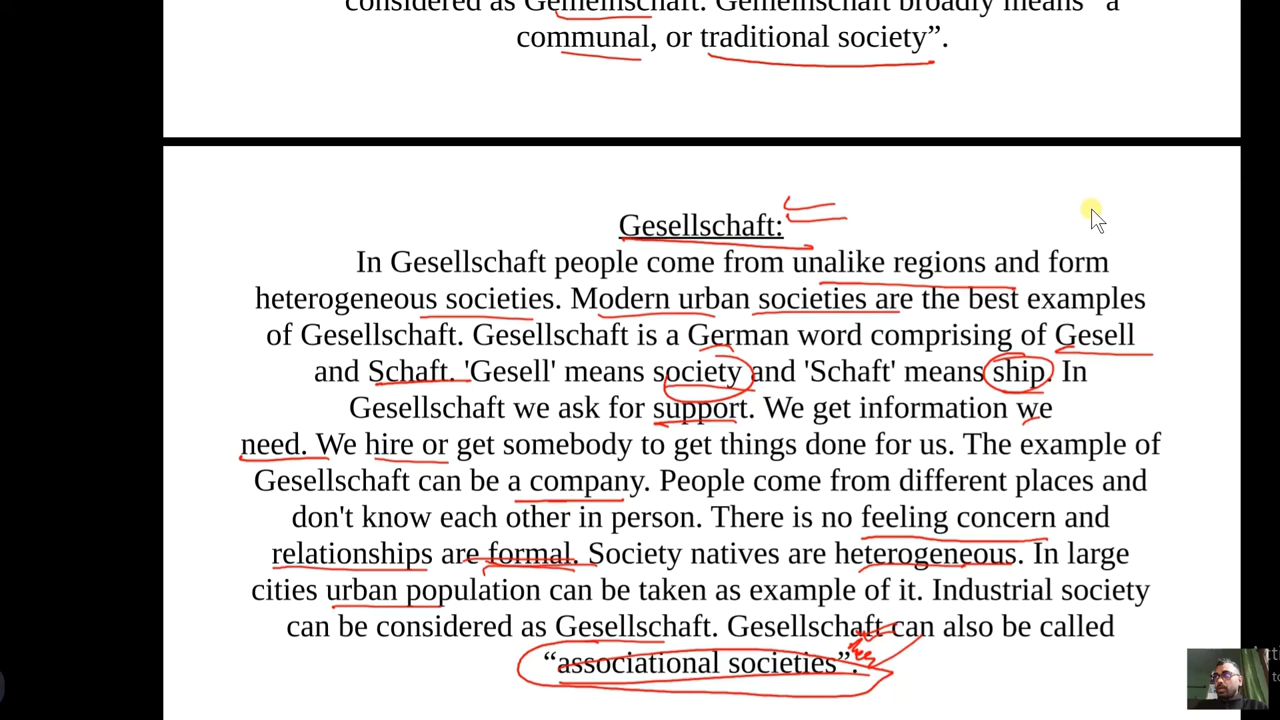 considered as Gemeinschaft. Gemeinschaft broadly means “a
communal, or traditional society”.
Gesellschaft:
In Gesellschaft people come from unalike regions and form
heterogeneous societies. Modern urban societies are the best examples
of Gesellschaft. Gesellschaft is a German word comprising of Gesell
and Schaft. 'Gesell' means society and 'Schaft' means ship. In
Gesellschaft we ask for support. We get information we
need. We hire or get somebody to get things done for us. The example of
Gesellschaft can be a company. People come from different places and
don't know each other in person. There is no feeling concern and
relationships are formal. Society natives are heterogeneous. In large
cities urban population can be taken as example of it. Industrial society
can be considered as Gesellschaft. Gesellschaft can also be called
“associational societies”.